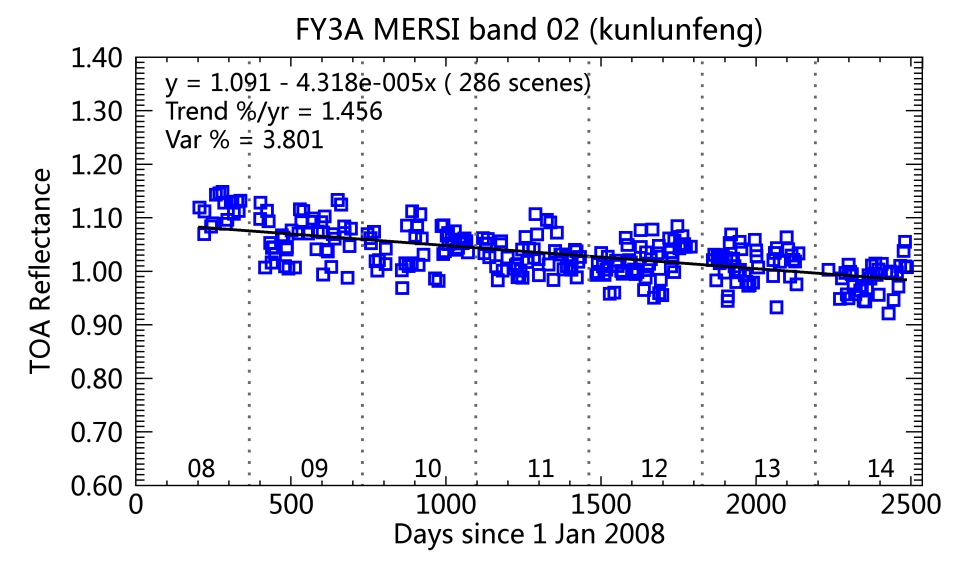 FY3A MERSI band 02 (kunlunfeng)
y = 1.091 - 4.318e-005x ( 286 scenes)
Trend %/yr = 1.456
Var % = 3.801
TOA Reflectance
1.40
1.30
1.20
1.10
1.00
0.90
0.80
0.70
0.60
08 09 10 11 12 13 14
0 500 1000 1500 2000 2500
Days since 1 Jan 2008